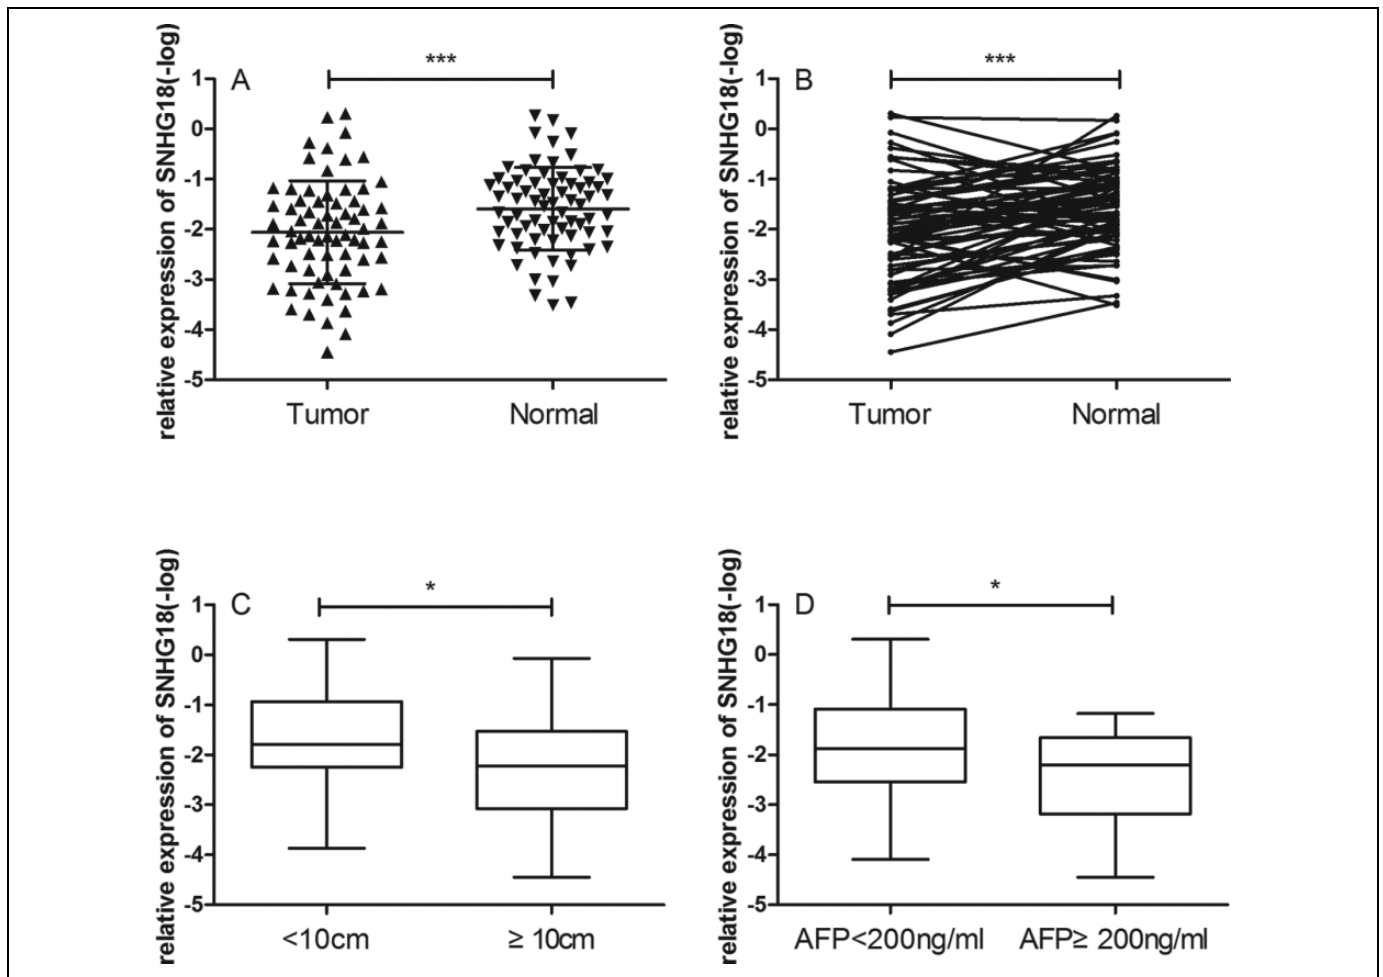 relative expression of SNHG18(-log)
A
***
1
0
-1
-2
-3
-4
-5
Tumor
Normal
relative expression of SNHG18(-log)
B
***
1
0
-1
-2
-3
-4
-5
Tumor
Normal
relative expression of SNHG18(-log)
C
*
1
0
-1
-2
-3
-4
-5
<10cm
≥ 10cm
relative expression of SNHG18(-log)
D
*
1
0
-1
-2
-3
-4
-5
AFP<200ng/ml
AFP≥ 200ng/ml